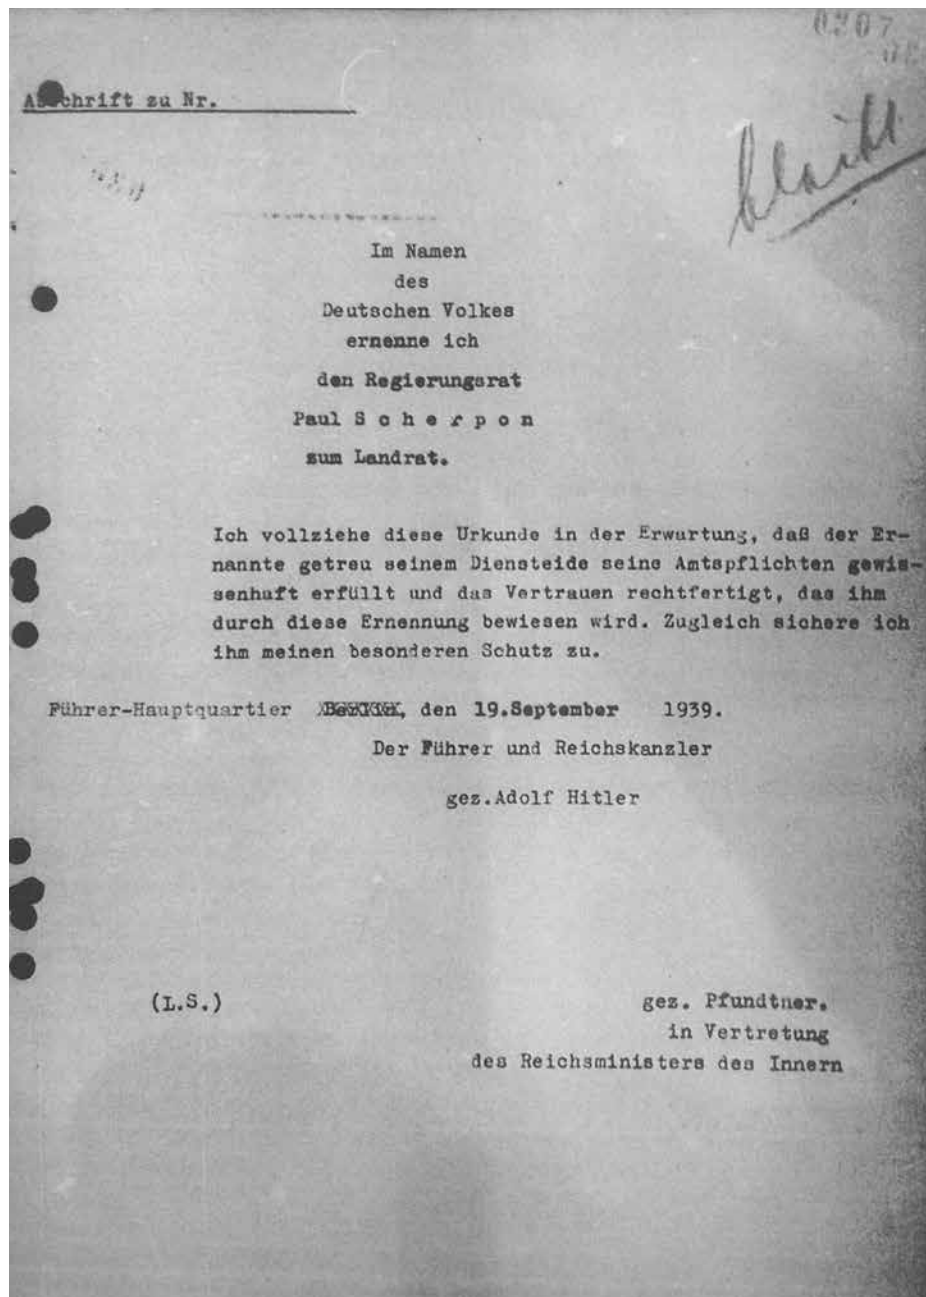 0207
Abschrift zu Nr.
bleibt
Im Namen
des
Deutschen Volkes
ernenne ich
den Regierungsrat
Paul S c h e r p o n
zum Landrat.
Ich vollziehe diese Urkunde in der Erwartung, daß der Er-
nannte getreu seinem Diensteide seine Amtspflichten gewis-
senhaft erfüllt und das Vertrauen rechtfertigt, das ihm
durch diese Ernennung bewiesen wird. Zugleich sichere ich
ihm meinen besonderen Schutz zu.
Führer-Hauptquartier , den 19.September 1939.
Der Führer und Reichskanzler
gez.Adolf Hitler
(L.S.)
gez. Pfundtner.
in Vertretung
des Reichsministers des Innern